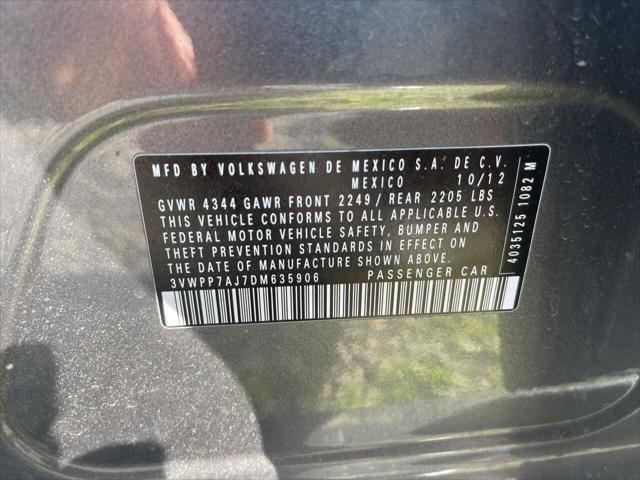 MFD BY VOLKSWAGEN DE MEXICO S.A. DE C.V.
MEXICO 10/12
GVWR 4344 GAWR FRONT 2249 / REAR 2205 LBS
THIS VEHICLE CONFORMS TO ALL APPLICABLE U.S.
FEDERAL MOTOR VEHICLE SAFETY, BUMPER AND
THEFT PREVENTION STANDARDS IN EFFECT ON
THE DATE OF MANUFACTURE SHOWN ABOVE.
3VWPP7AJ7DM635906 PASSENGER CAR
4035125 1082 M